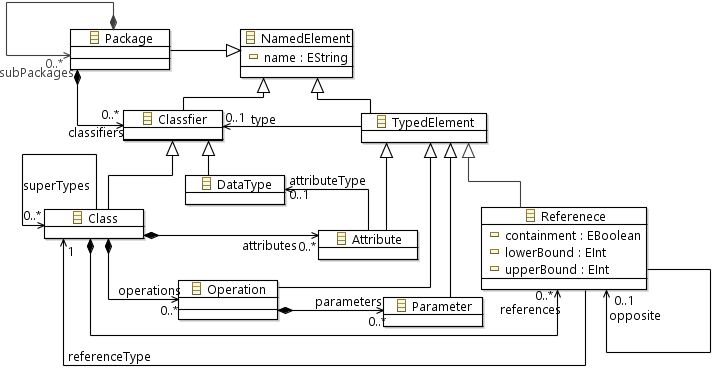 Package
NamedElement
name : EString
0..*
subPackages
0..*
classifiers
Classfier
0..1 type
TypedElement
superTypes
DataType
attributeType
0..1
0..*
Class
Referenece
containment : EBoolean
lowerBound : EInt
upperBound : EInt
1
attributes 0..*
Attribute
operations
0..*
Operation
parameters
0..*
Parameter
0..*
references
0..1
opposite
referenceType